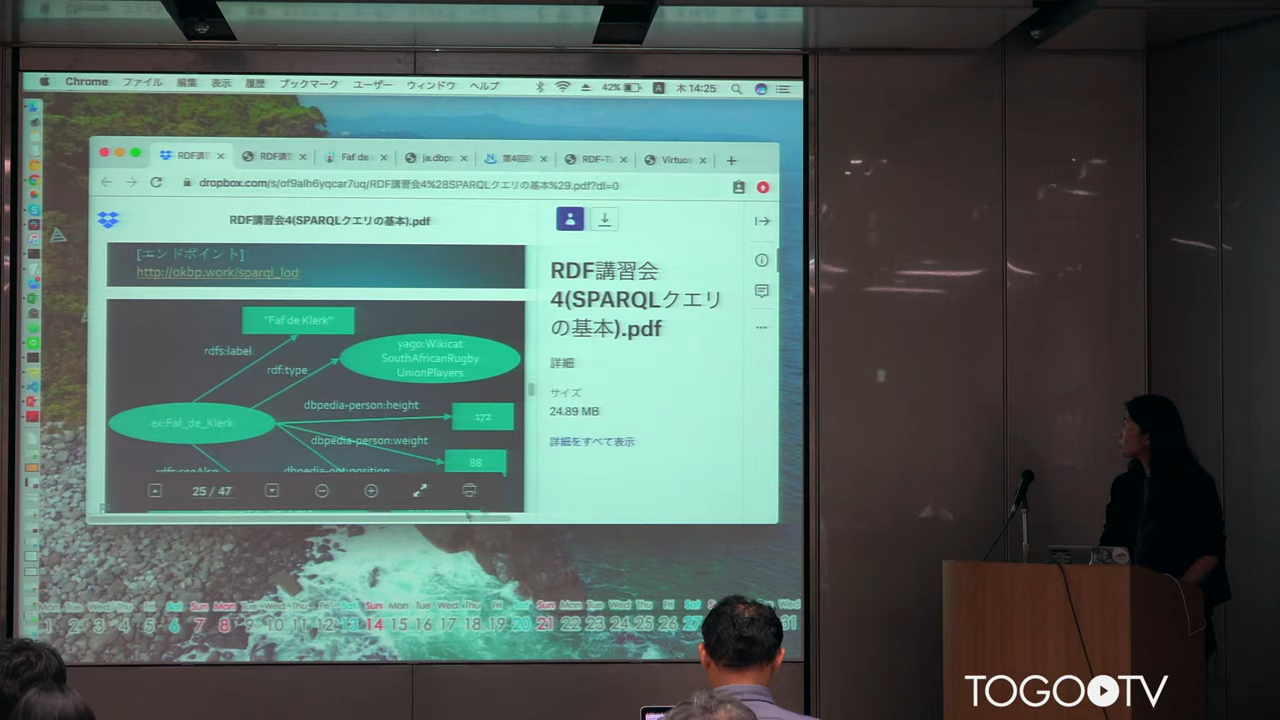 Chrome ファイル 編集 表示 履歴 ブックマーク ユーザー ウィンドウ ヘルプ 42% A 木14:25
RDF講 Faf de ja.dbp 第4回R RDF-T Virtuos
dropbox.com/s/of9alh6yqcar7uq/RDF講習会4%28SPARQLクエリの基本%29.pdf?dl=0
RDF講習会4(SPARQLクエリの基本).pdf
[エンドポイント]
http://okbp.work/sparql_lod
"Faf de Klerk"
rdfs:label
yago:Wikicat
SouthAfricanRugby
UnionPlayers
rdf:type
dbpedia-person:height
172
ex:Faf_de_Klerk
dbpedia-person:weight
88
rdfs:seeAlso
dbpedia-ont:position
25 / 47
RDF講習会
4(SPARQLクエリ
の基本).pdf
詳細
サイズ
24.89 MB
詳細をすべて表示
Mon Tue Wed Thu Fri Sat Sun Mon Tue Wed Thu Fri Sat Sun Mon Tue Wed Thu Fri Sat Sun Mon Tue Wed Thu Fri Sat Wed
1 2 3 4 5 6 7 8 9 10 11 12 13 14 15 16 17 18 19 20 21 22 23 24 25 26 31
TOGOTV